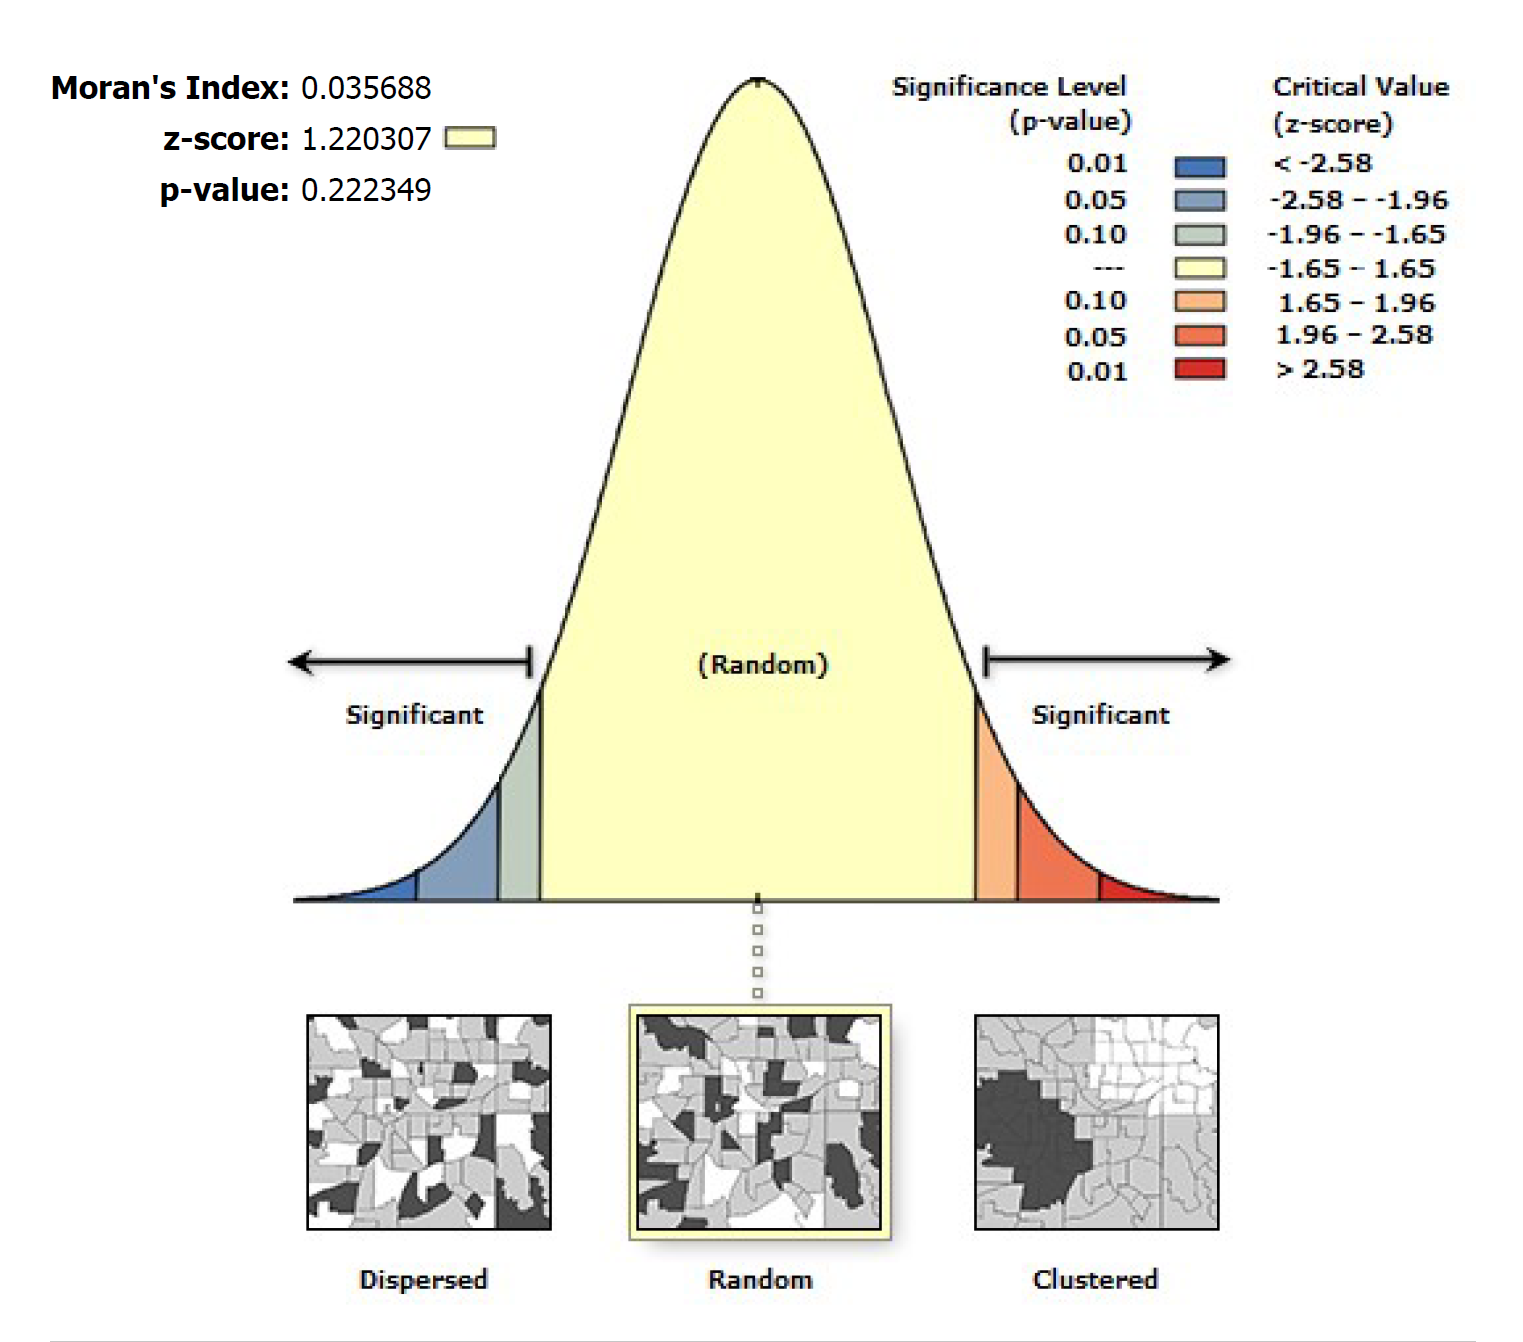 Moran's Index: 0.035688
z-score: 1.220307
p-value: 0.222349
Significance Level
(p-value)
Critical Value
(z-score)
0.01 < -2.58
0.05 -2.58 – -1.96
0.10 -1.96 – -1.65
--- -1.65 – 1.65
0.10 1.65 – 1.96
0.05 1.96 – 2.58
0.01 > 2.58
(Random)
Significant
Significant
Dispersed
Random
Clustered